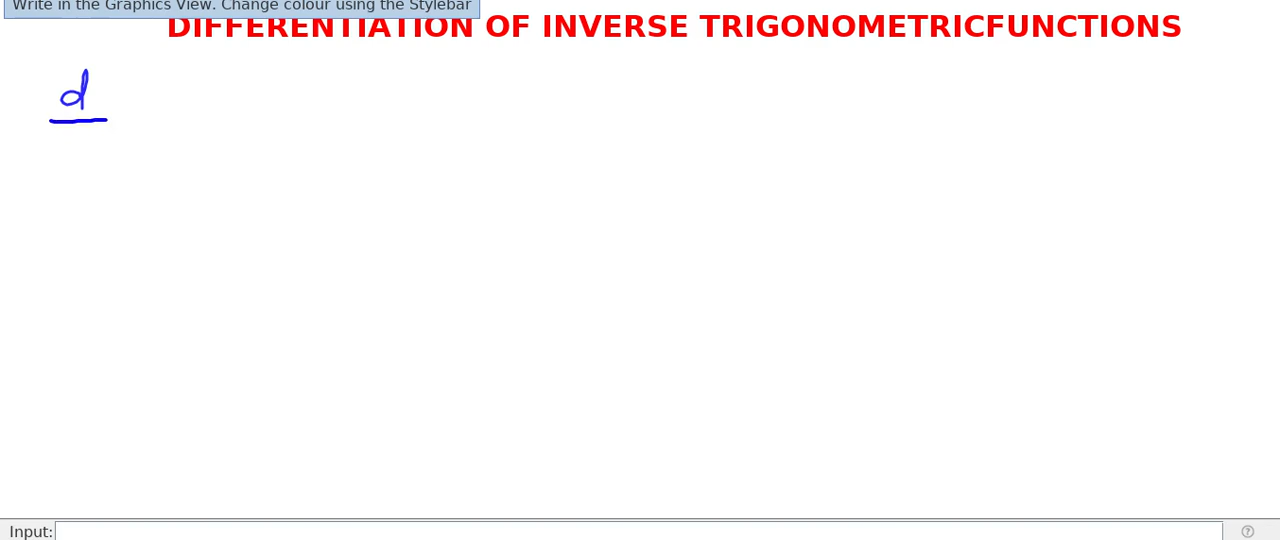 Write in the Graphics View. Change colour using the Stylebar
DIFFERENTIATION OF INVERSE TRIGONOMETRICFUNCTIONS
d
Input: